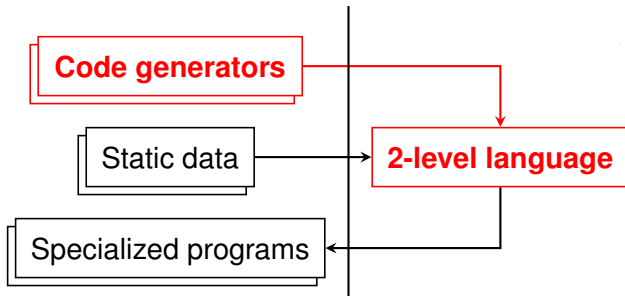 Code generators
Static data
2-level language
Specialized programs